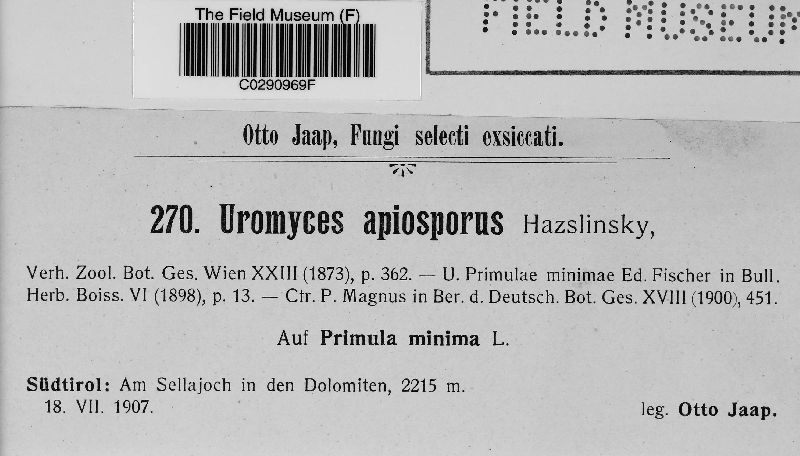 The Field Museum (F)
C0290969F
FIELD MUSEUM
Otto Jaap, Fungi selecti exsiccati.
270. Uromyces apiosporus Hazslinsky,
Verh. Zool. Bot. Ges. Wien XXIII (1873), p. 362. — U. Primulae minimae Ed. Fischer in Bull.
Herb. Boiss. VI (1898), p. 13. — Cfr. P. Magnus in Ber. d. Deutsch. Bot. Ges. XVIII (1900), 451.
Auf Primula minima L.
Südtirol: Am Sellajoch in den Dolomiten, 2215 m.
18. VII. 1907.
leg. Otto Jaap.